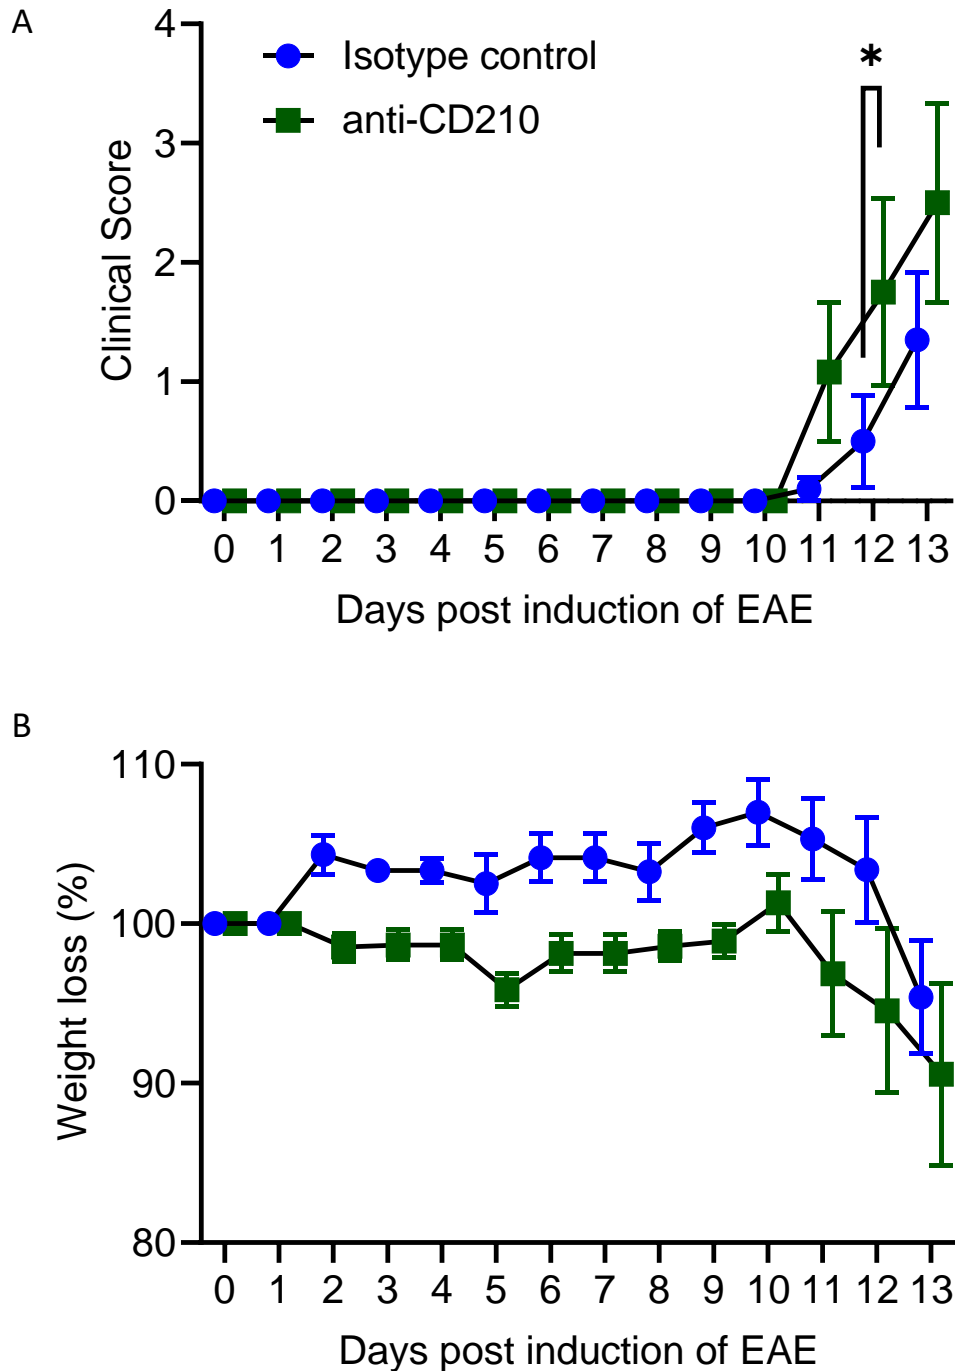 A
4
3
2
1
0
Clinical Score
Isotype control
anti-CD210
*
0 1 2 3 4 5 6 7 8 9 10 11 12 13
Days post induction of EAE
B
110
100
90
80
Weight loss (%)
0 1 2 3 4 5 6 7 8 9 10 11 12 13
Days post induction of EAE